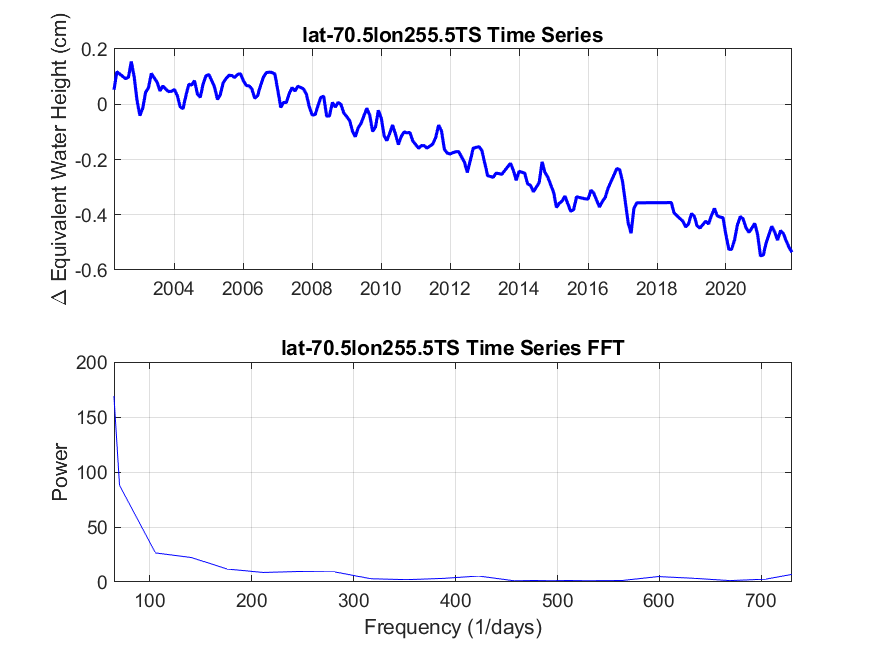 lat-70.5lon255.5TS Time Series
Δ Equivalent Water Height (cm)
0.2
0
-0.2
-0.4
-0.6
2004 2006 2008 2010 2012 2014 2016 2018 2020
lat-70.5lon255.5TS Time Series FFT
Power
200
150
100
50
0
100 200 300 400 500 600 700
Frequency (1/days)